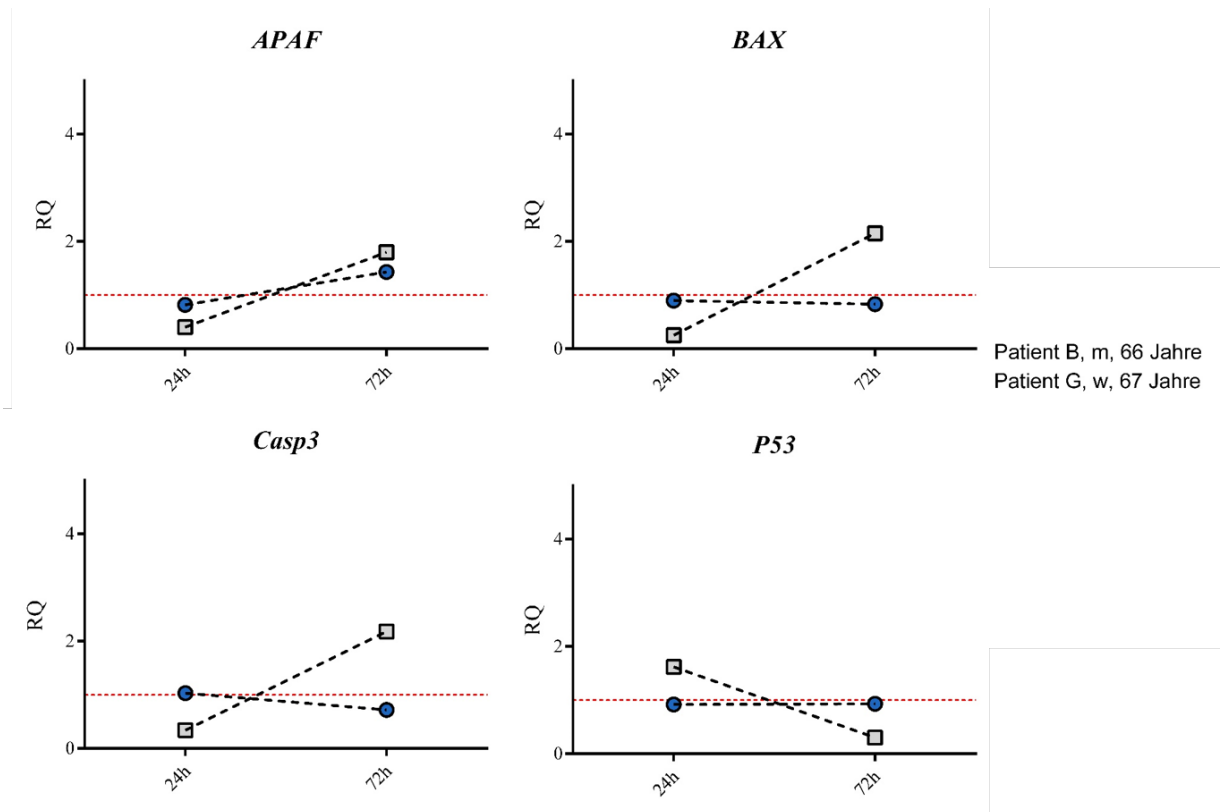 APAF
BAX
4
2
0
RQ
24h
72h
4
2
0
RQ
24h
72h
Patient B, m, 66 Jahre
Patient G, w, 67 Jahre
Casp3
P53
4
2
0
RQ
24h
72h
4
2
0
RQ
24h
72h